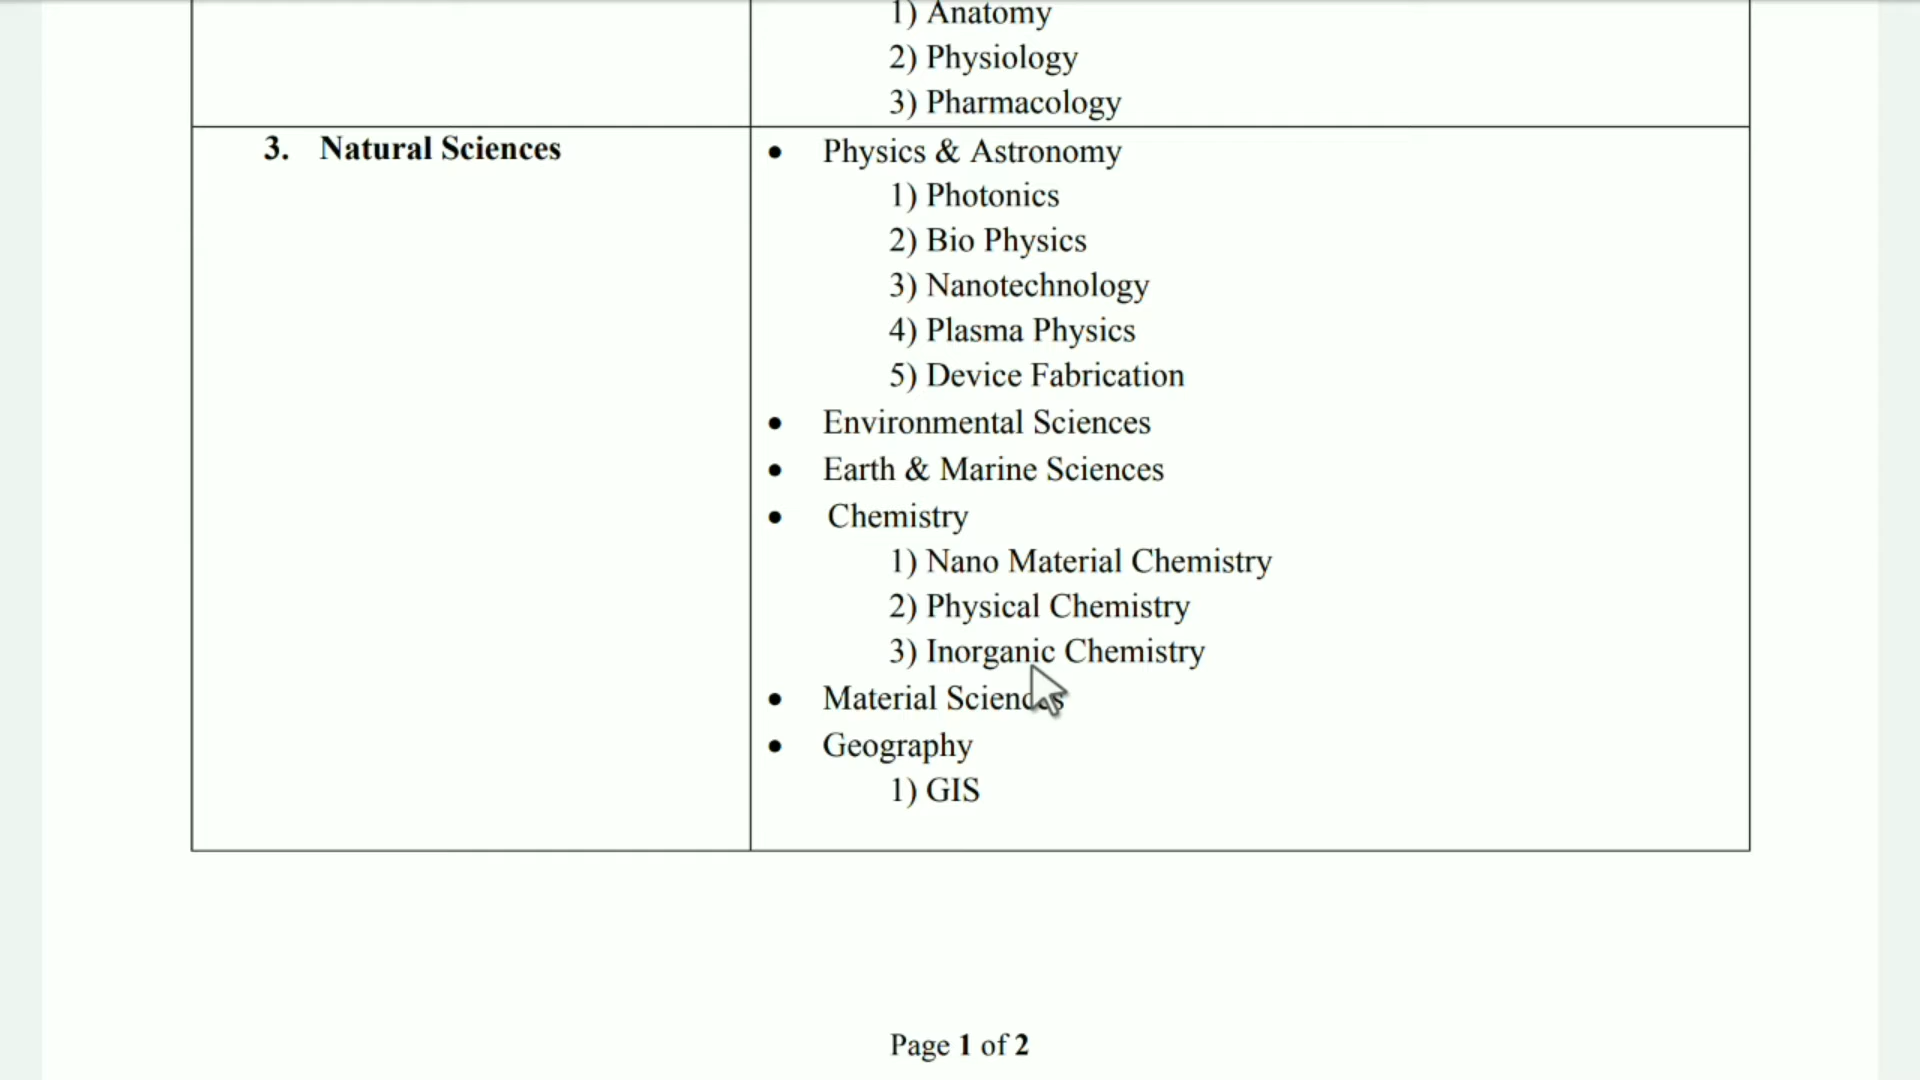 1) Anatomy
2) Physiology
3) Pharmacology
3. Natural Sciences
• Physics & Astronomy
1) Photonics
2) Bio Physics
3) Nanotechnology
4) Plasma Physics
5) Device Fabrication
• Environmental Sciences
• Earth & Marine Sciences
• Chemistry
1) Nano Material Chemistry
2) Physical Chemistry
3) Inorganic Chemistry
• Material Sciences
• Geography
1) GIS
Page 1 of 2